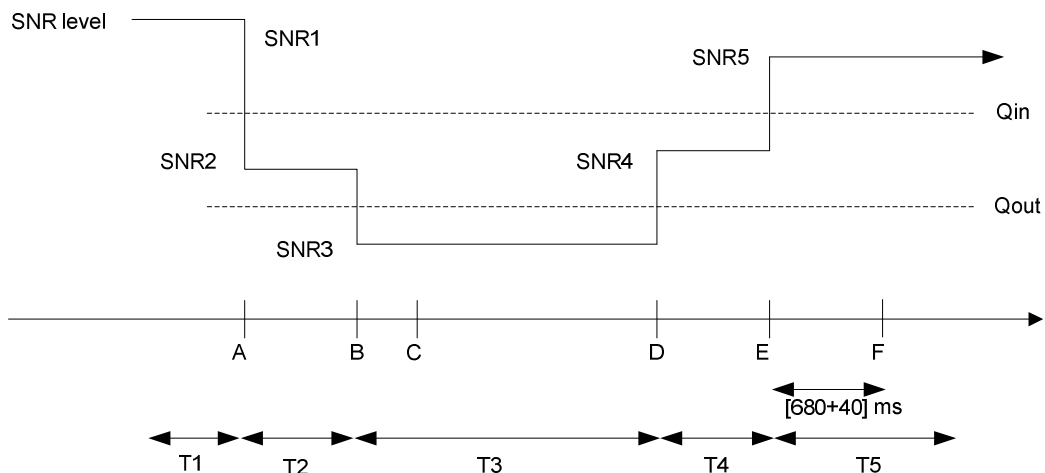 SNR level
SNR1
SNR5
Qin
SNR2
SNR4
Qout
SNR3
A
B
C
D
E
F
[680+40] ms
T1
T2
T3
T4
T5